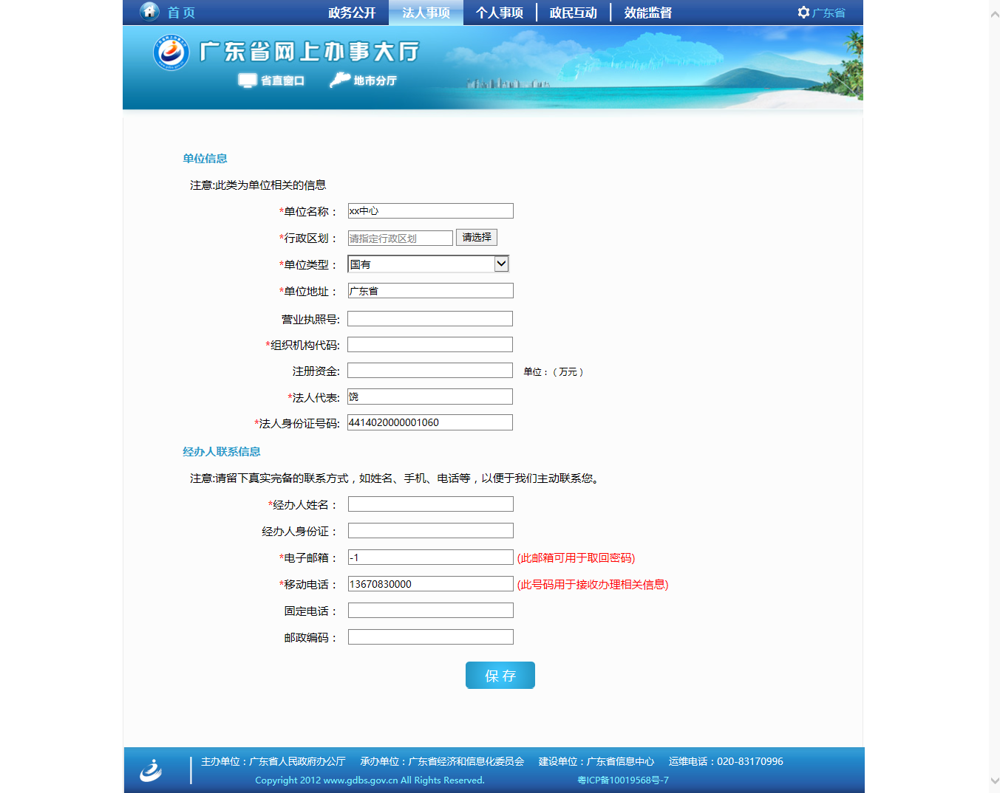 首 页 政务公开 法人事项 个人事项 政民互动 效能监督 广东省
广东省网上办事大厅
省直窗口 地市分厅
单位信息
注意:此类为单位相关的信息
*单位名称： xx中心
*行政区划： 请指定行政区划 请选择
*单位类型： 国有
*单位地址： 广东省
营业执照号:
*组织机构代码:
注册资金: 单位：（万元）
*法人代表: 饶
*法人身份证号码: 4414020000001060
经办人联系信息
注意:请留下真实完备的联系方式，如姓名、手机、电话等，以便于我们主动联系您。
*经办人姓名：
经办人身份证：
*电子邮箱： -1 (此邮箱可用于取回密码)
*移动电话： 13670830000 (此号码用于接收办理相关信息)
固定电话：
邮政编码：
保 存
主办单位：广东省人民政府办公厅 承办单位：广东省经济和信息化委员会 建设单位：广东省信息中心 运维电话：020-83170996
Copyright 2012 www.gdbs.gov.cn All Rights Reserved. 粤ICP备10019568号-7